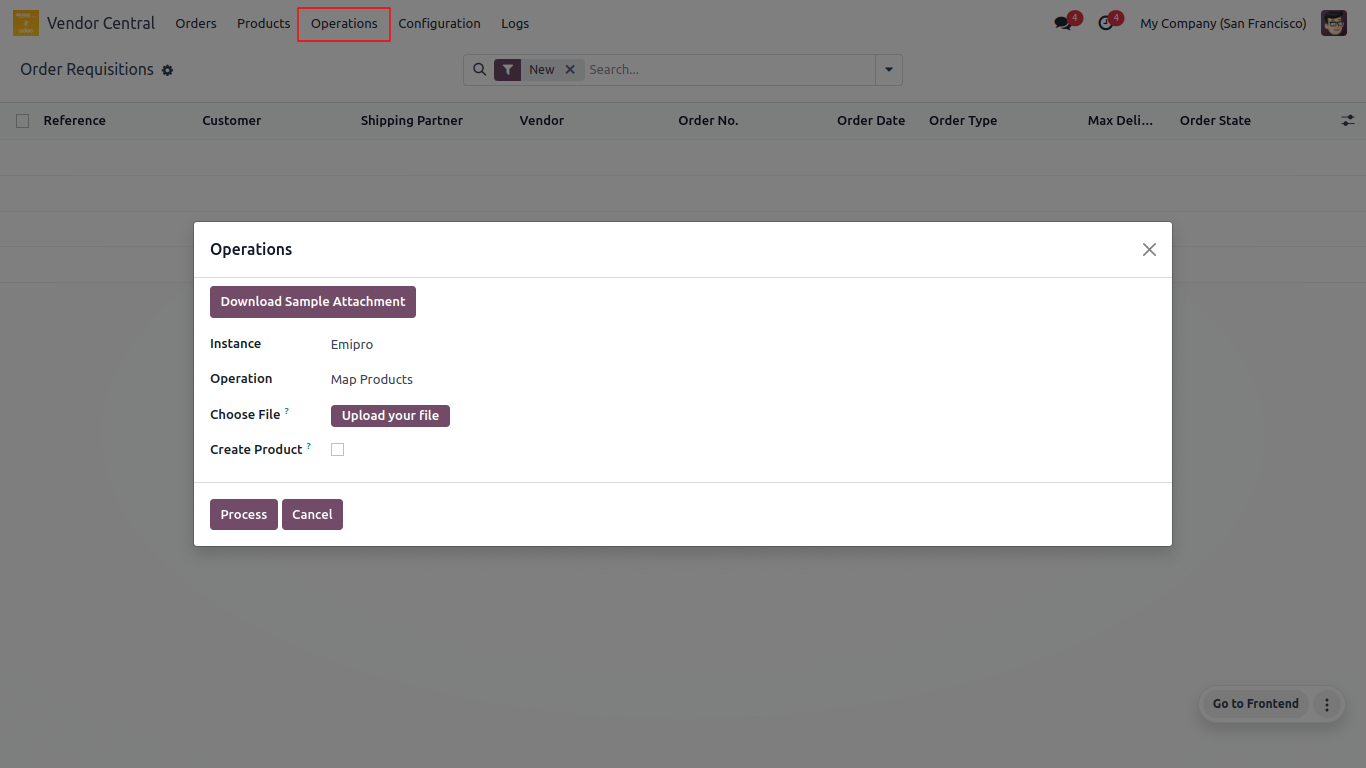 Vendor Central Orders Products Operations Configuration Logs 4 4 My Company (San Francisco)
Order Requisitions New Search...
Reference Customer Shipping Partner Vendor Order No. Order Date Order Type Max Deli... Order State
Operations
Download Sample Attachment
Instance Emipro
Operation Map Products
Choose File ? Upload your file
Create Product ?
Process Cancel
Go to Frontend